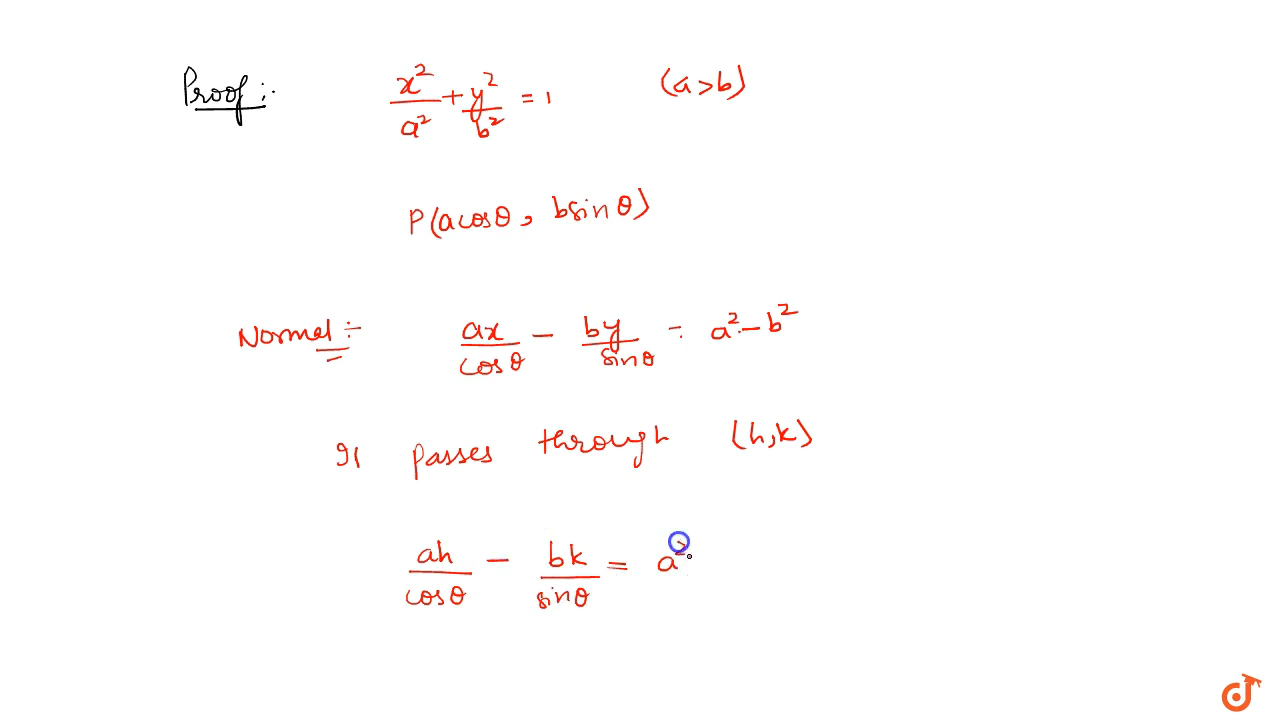 Proof :- x²/a² + y²/b² = 1 (a > b)
P(a cosθ, b sinθ)
Normal :- ax/cosθ - by/sinθ = a² - b²
It passes through (h, k)
ah/cosθ - bk/sinθ = a²